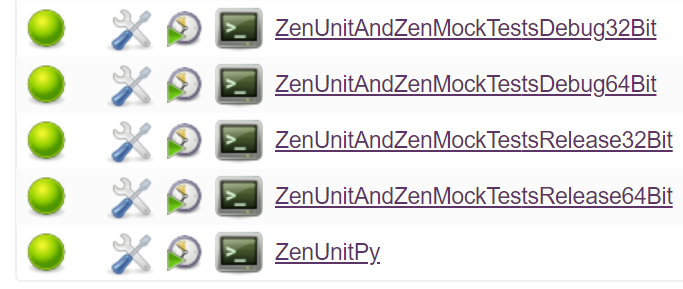 ZenUnitAndZenMockTestsDebug32Bit
ZenUnitAndZenMockTestsDebug64Bit
ZenUnitAndZenMockTestsRelease32Bit
ZenUnitAndZenMockTestsRelease64Bit
ZenUnitPy